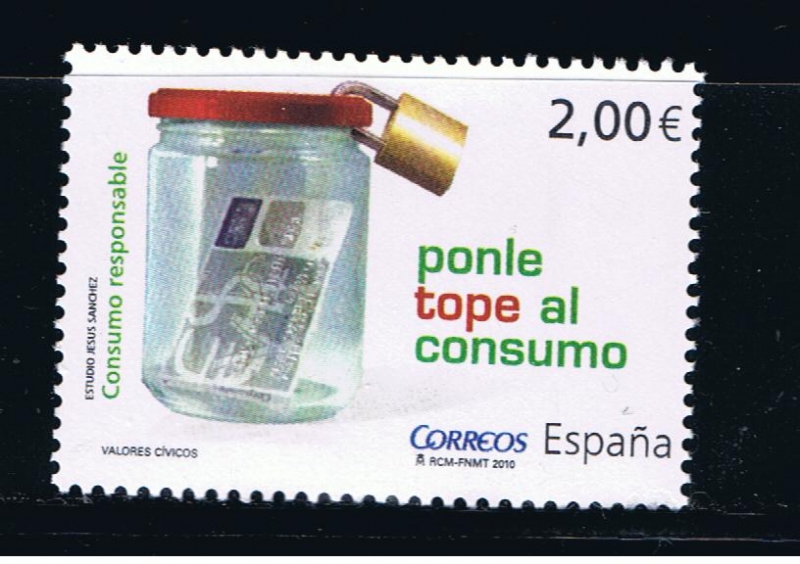 2,00€
ESTUDIO JESUS SANCHEZ
Consumo responsable
ponle
tope al
consumo
VALORES CÍVICOS
CORREOS España
RCM-FNMT 2010